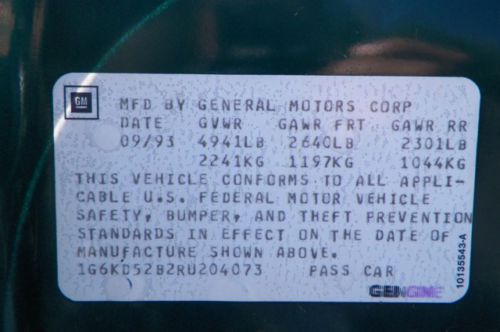 GM
MFD BY GENERAL MOTORS CORP
DATE GVWR GAWR FRT GAWR RR
09/93 4941LB 2640LB 2301LB
2241KG 1197KG 1044KG
THIS VEHICLE CONFORMS TO ALL APPLI-
CABLE U.S. FEDERAL MOTOR VEHICLE
SAFETY, BUMPER, AND THEFT PREVENTION
STANDARDS IN EFFECT ON THE DATE OF
MANUFACTURE SHOWN ABOVE.
1G6KD52B2RU204073 PASS CAR
10135543-A